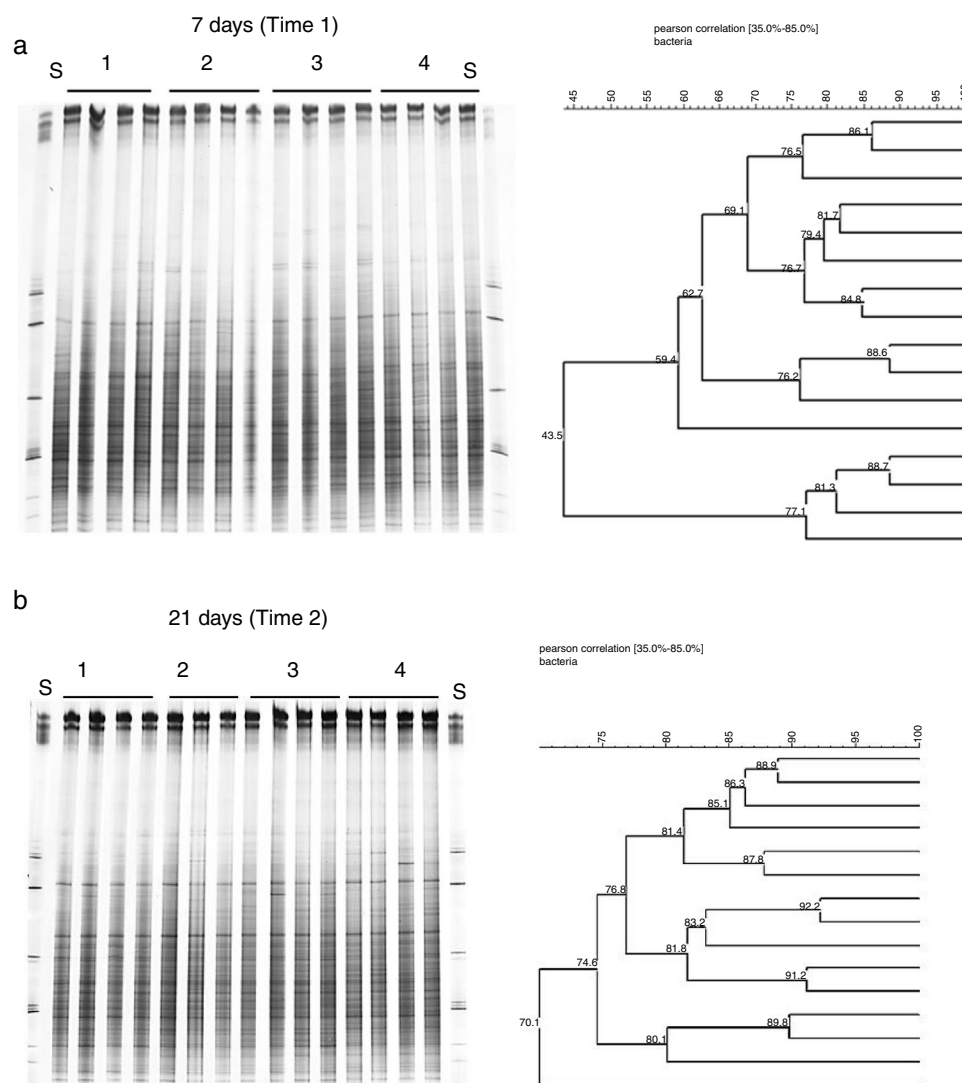 a
7 days (Time 1)
S 1 2 3 4 S
pearson correlation [35.0%-85.0%]
bacteria
45 50 55 60 65 70 75 80 85 90 95
86.1
76.5
69.1
81.7
79.4
76.7
84.8
62.7
88.6
59.4
76.2
43.5
88.7
81.3
77.1
b
21 days (Time 2)
S 1 2 3 4 S
pearson correlation [35.0%-85.0%]
bacteria
75 80 85 90 95 100
88.9
86.3
85.1
81.4
87.8
76.8
92.2
83.2
81.8
74.6
91.2
70.1
89.8
80.1